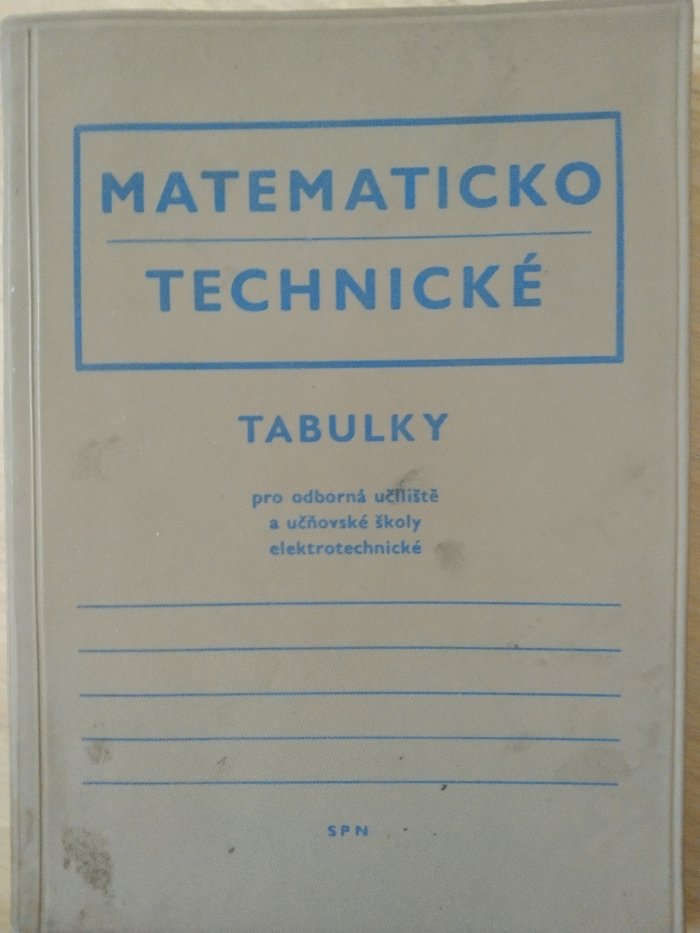 MATEMATICKO
TECHNICKÉ
TABULKY
pro odborná učiliště
a učňovské školy
elektrotechnické
SPN